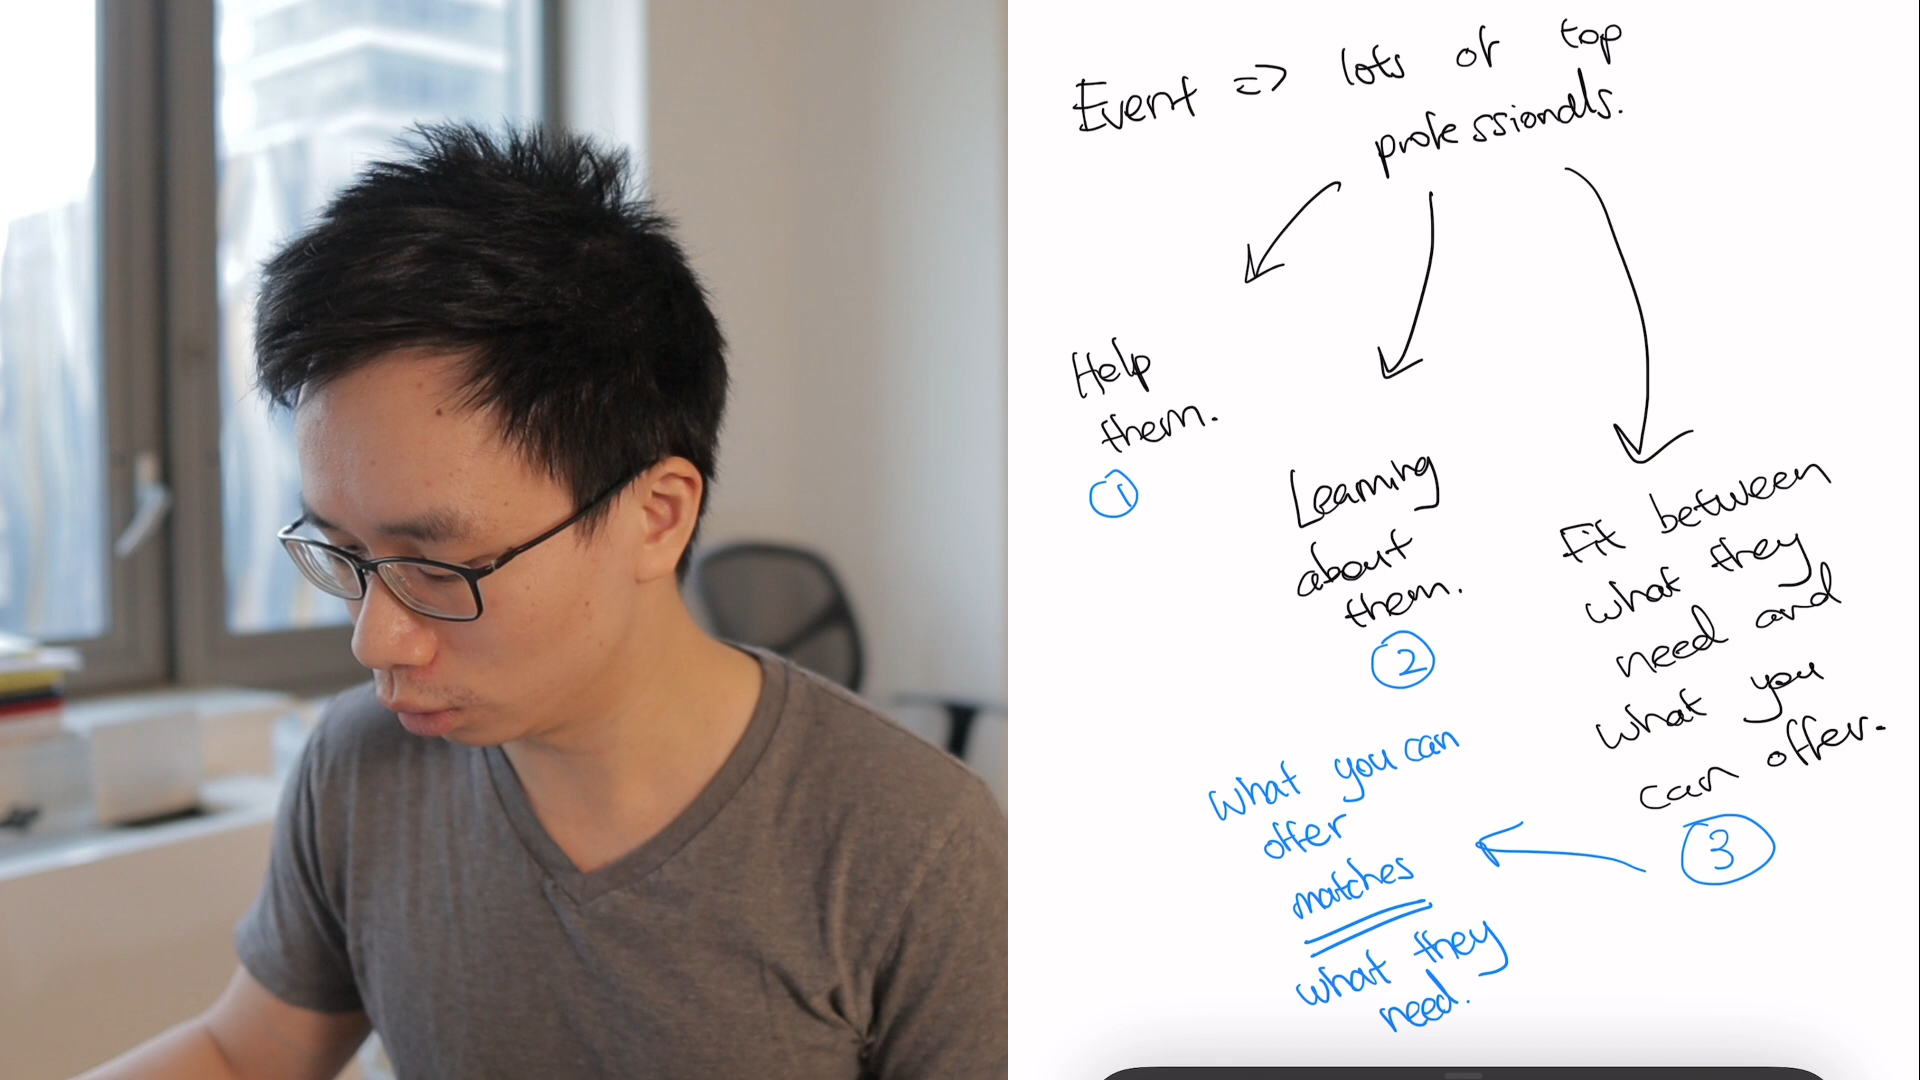 Event => lots of top
professionals.
Help
them.
1
Learning
about
them.
2
Fit between
what they
need and
what you
can offer.
3
what you can
offer
matches
what they
need.